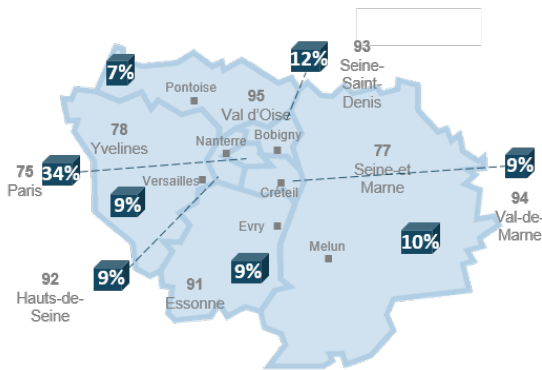 7%
12%
93
Seine-
Saint-
Denis
Pontoise
95
Val d'Oise
78
Yvelines
Nanterre
Bobigny
77
Seine-et
Marne
75
Paris
34%
Versailles
Créteil
9%
94
Val-de-
Marne
9%
Evry
10%
Melun
92
Hauts-de-
Seine
9%
91
Essonne
9%